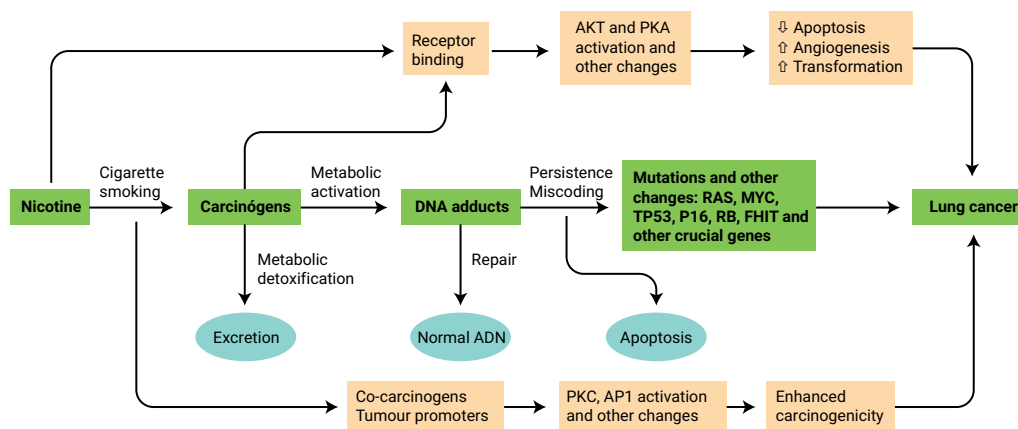 Receptor
binding
AKT and PKA
activation and
other changes
⇩ Apoptosis
⇧ Angiogenesis
⇧ Transformation
Nicotine
Cigarette
smoking
Carcinógens
Metabolic
activation
DNA adducts
Persistence
Miscoding
Mutations and other
changes: RAS, MYC,
TP53, P16, RB, FHIT and
other crucial genes
Lung cancer
Metabolic
detoxification
Repair
Excretion
Normal ADN
Apoptosis
Co-carcinogens
Tumour promoters
PKC, AP1 activation
and other changes
Enhanced
carcinogenicity